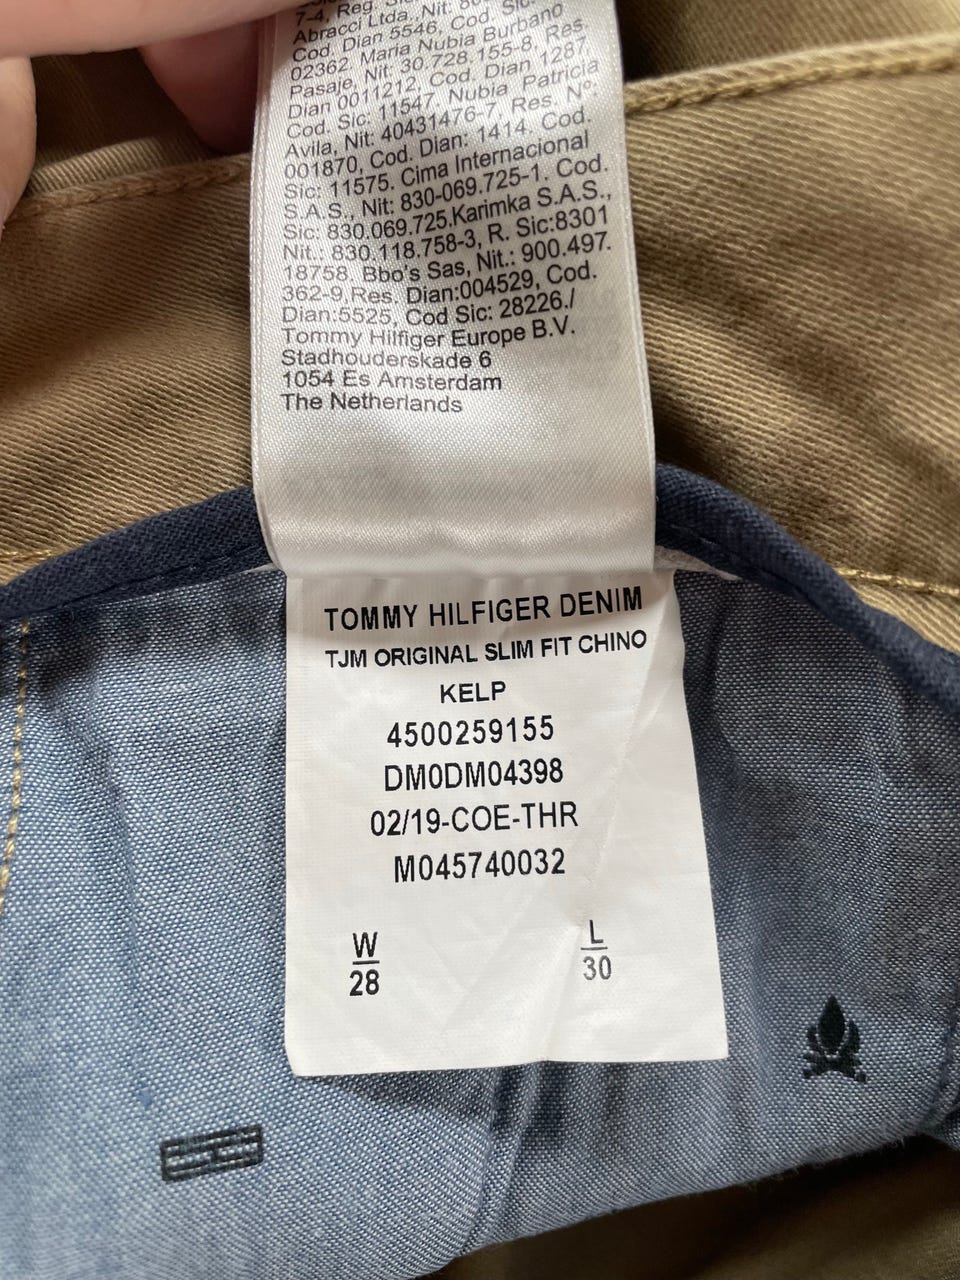 7-4, Reg.
Abracci Ltda., Nit:
Cod. Dian 5546, Cod. Sic.
02362, Maria Nubia Burbano
Pasaje, Nit: 30.728.155-8, Res.
Dian 0011212, Cod. Dian 1287,
Cod. Sic. 11547, Nubia Patricia
Avila, Nit: 40431476-7, Res. Nº.
001870, Cod. Dian: 1414. Cod.
Sic: 11575. Cima Internacional
S.A.S., Nit: 830-069.725-1. Cod.
Sic: 830.069.725.Karimka S.A.S.,
Nit.: 830.118.758-3, R. Sic:8301
18758. Bbo's Sas, Nit.: 900.497.
362-9,Res. Dian:004529, Cod.
Dian:5525, Cod Sic: 28226./
Tommy Hilfiger Europe B.V.
Stadhouderskade 6
1054 Es Amsterdam
The Netherlands
TOMMY HILFIGER DENIM
TJM ORIGINAL SLIM FIT CHINO
KELP
4500259155
DM0DM04398
02/19-COE-THR
M045740032
W L
28 30